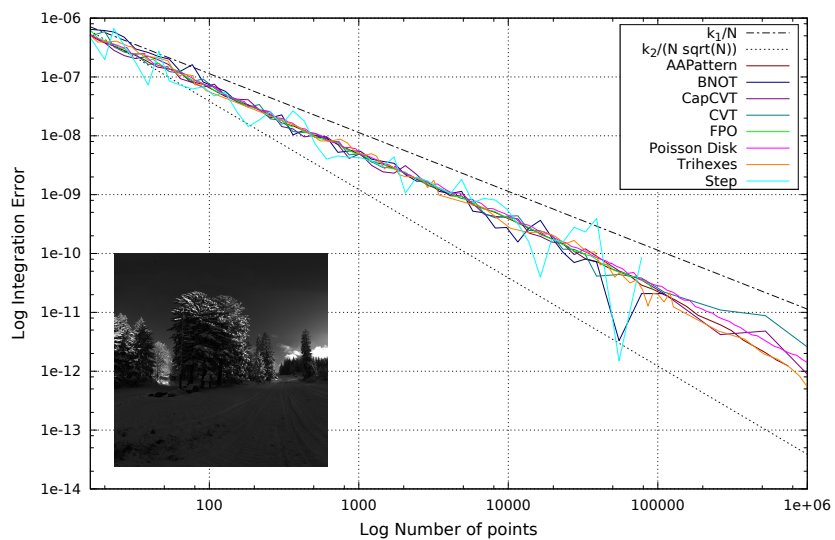 1e-06
1e-07
1e-08
1e-09
1e-10
1e-11
1e-12
1e-13
1e-14
Log Integration Error
100
1000
10000
100000
1e+06
Log Number of points
k1/N
k2/(N sqrt(N))
AAPattern
BNOT
CapCVT
CVT
FPO
Poisson Disk
Trihexes
Step